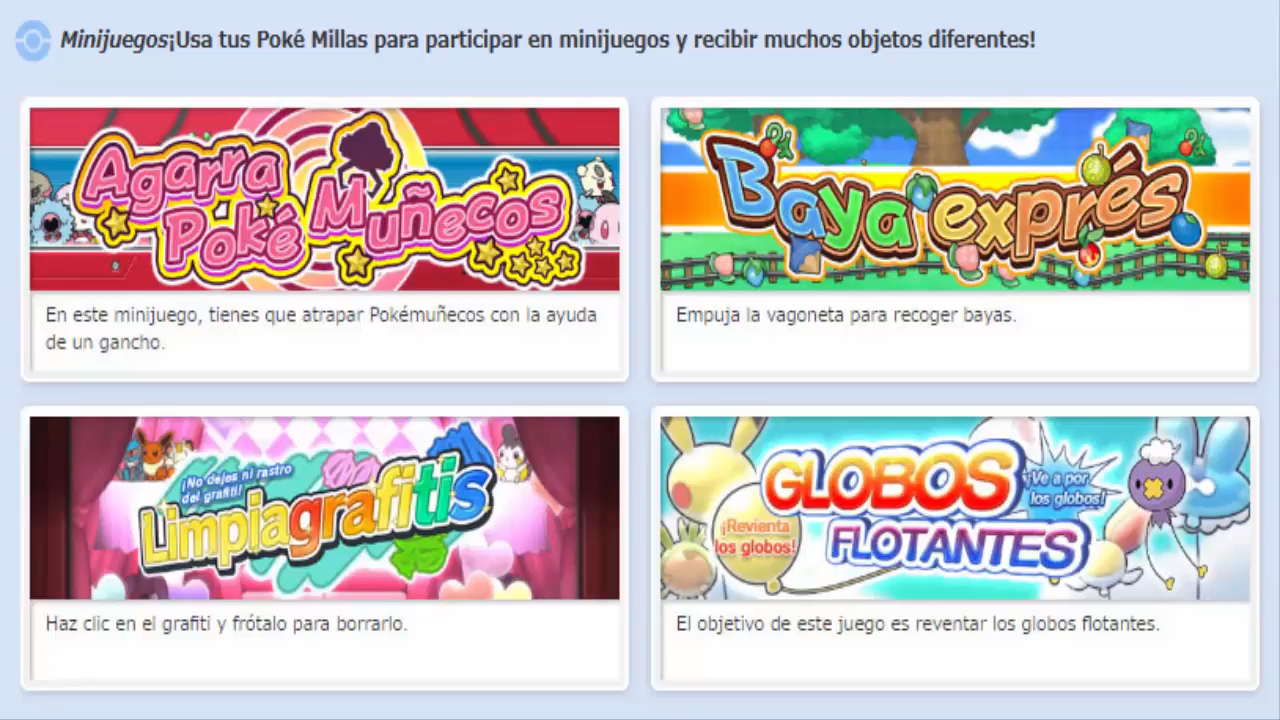 Minijuegos¡Usa tus Poké Millas para participar en minijuegos y recibir muchos objetos diferentes!
Agarra
Poké Muñecos
En este minijuego, tienes que atrapar Pokémuñecos con la ayuda
de un gancho.
Baya exprés
Empuja la vagoneta para recoger bayas.
¡No dejes ni rastro
del grafiti!
Limpiagrafitis
Haz clic en el grafiti y frótalo para borrarlo.
GLOBOS
FLOTANTES
¡Ve a por
los globos!
¡Revienta
los globos!
El objetivo de este juego es reventar los globos flotantes.